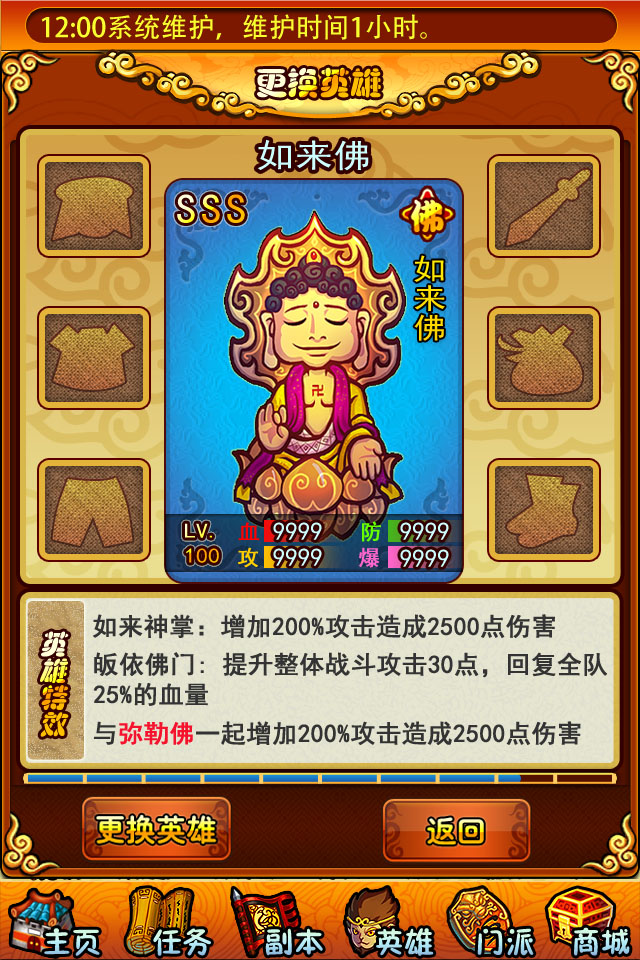 12:00系统维护，维护时间1小时。
更换英雄
如来佛
SSS
佛
如来佛
卍
LV. 100
血 9999 防 9999
攻 9999 爆 9999
英雄特效
如来神掌：增加200%攻击造成2500点伤害
皈依佛门：提升整体战斗攻击30点，回复全队
25%的血量
与弥勒佛一起增加200%攻击造成2500点伤害
更换英雄 返回
主页 任务 副本 英雄 门派 商城